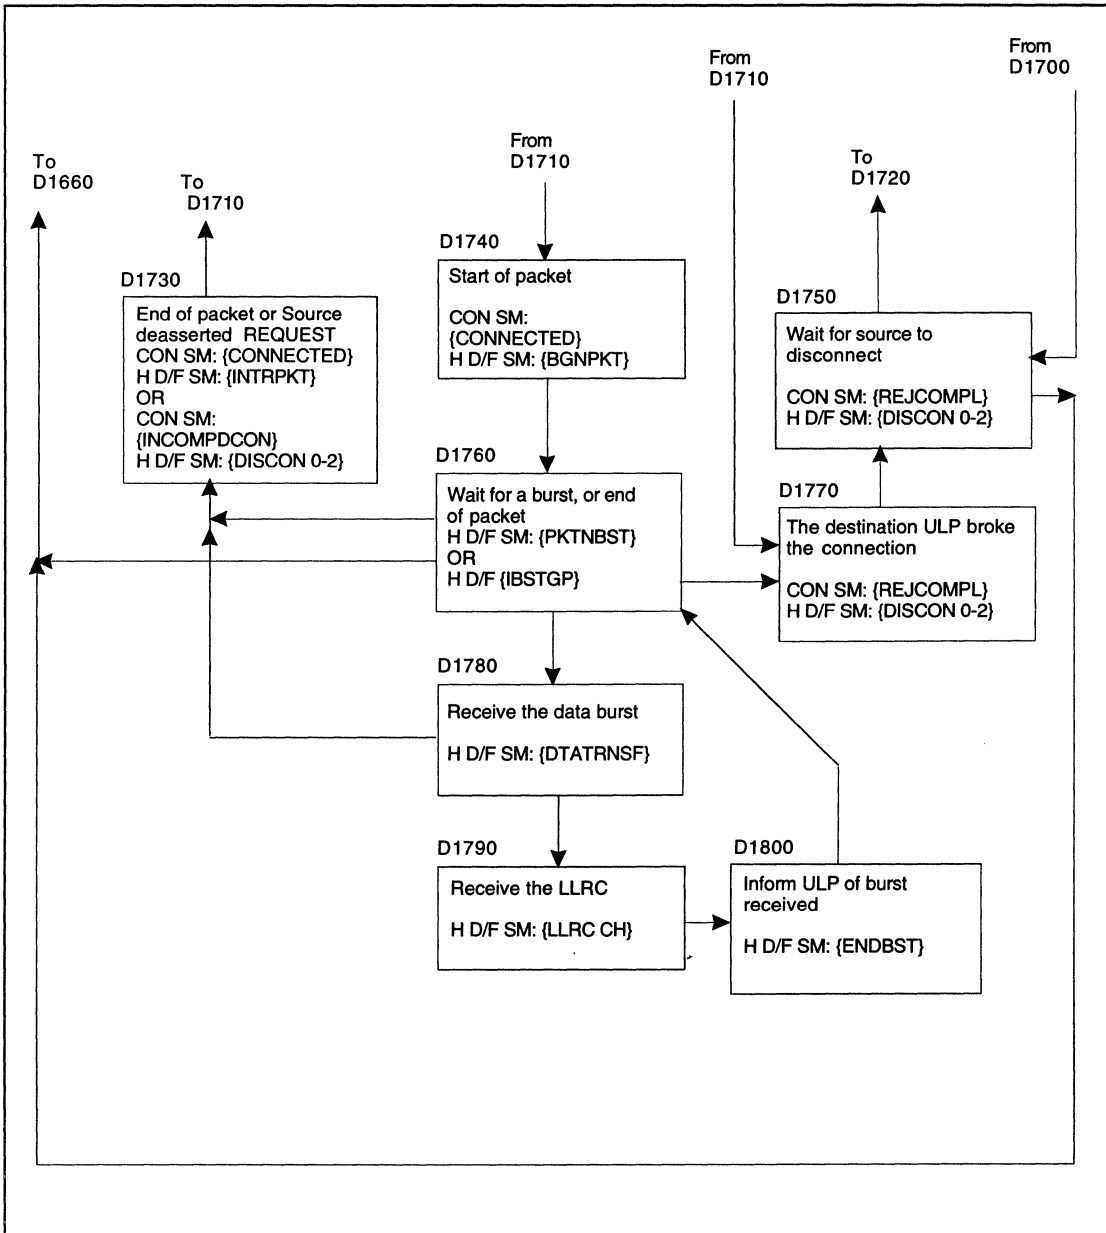 From
D1700
From
D1710
From
D1710
To
D1660
To
D1710
To
D1720
D1730
End of packet or Source
deasserted REQUEST
CON SM: {CONNECTED}
H D/F SM: {INTRPKT}
OR
CON SM:
{INCOMPDCON}
H D/F SM: {DISCON 0-2}
D1740
Start of packet
CON SM:
{CONNECTED}
H D/F SM: {BGNPKT}
D1750
Wait for source to
disconnect
CON SM: {REJCOMPL}
H D/F SM: {DISCON 0-2}
D1760
Wait for a burst, or end
of packet
H D/F SM: {PKTNBST}
OR
H D/F {IBSTGP}
D1770
The destination ULP broke
the connection
CON SM: {REJCOMPL}
H D/F SM: {DISCON 0-2}
D1780
Receive the data burst
H D/F SM: {DTATRNSF}
D1790
Receive the LLRC
H D/F SM: {LLRC CH}
D1800
Inform ULP of burst
received
H D/F SM: {ENDBST}